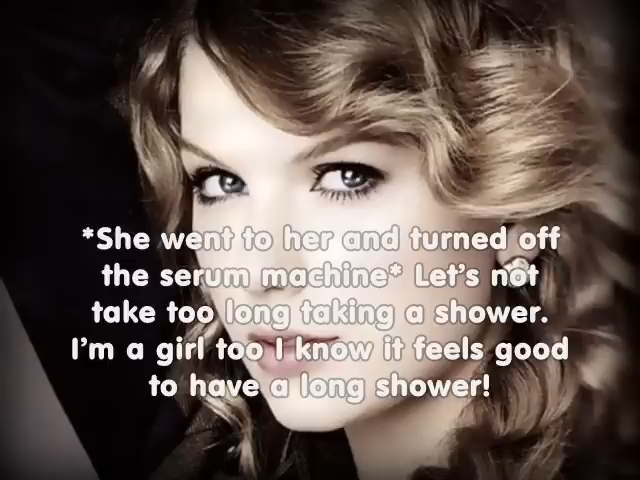 *She went to her and turned off
the serum machine* Let's not
take too long taking a shower.
I'm a girl too I know it feels good
to have a long shower!